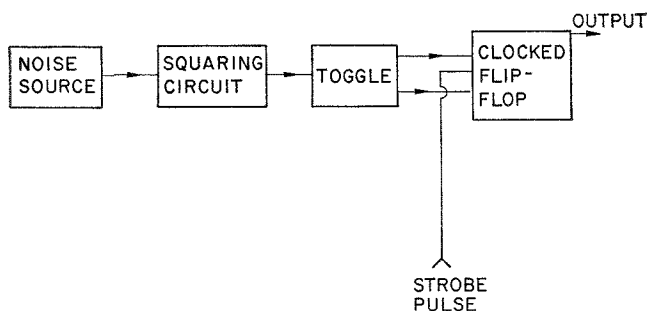 NOISE
SOURCE
SQUARING
CIRCUIT
TOGGLE
CLOCKED
FLIP-
FLOP
OUTPUT
STROBE
PULSE